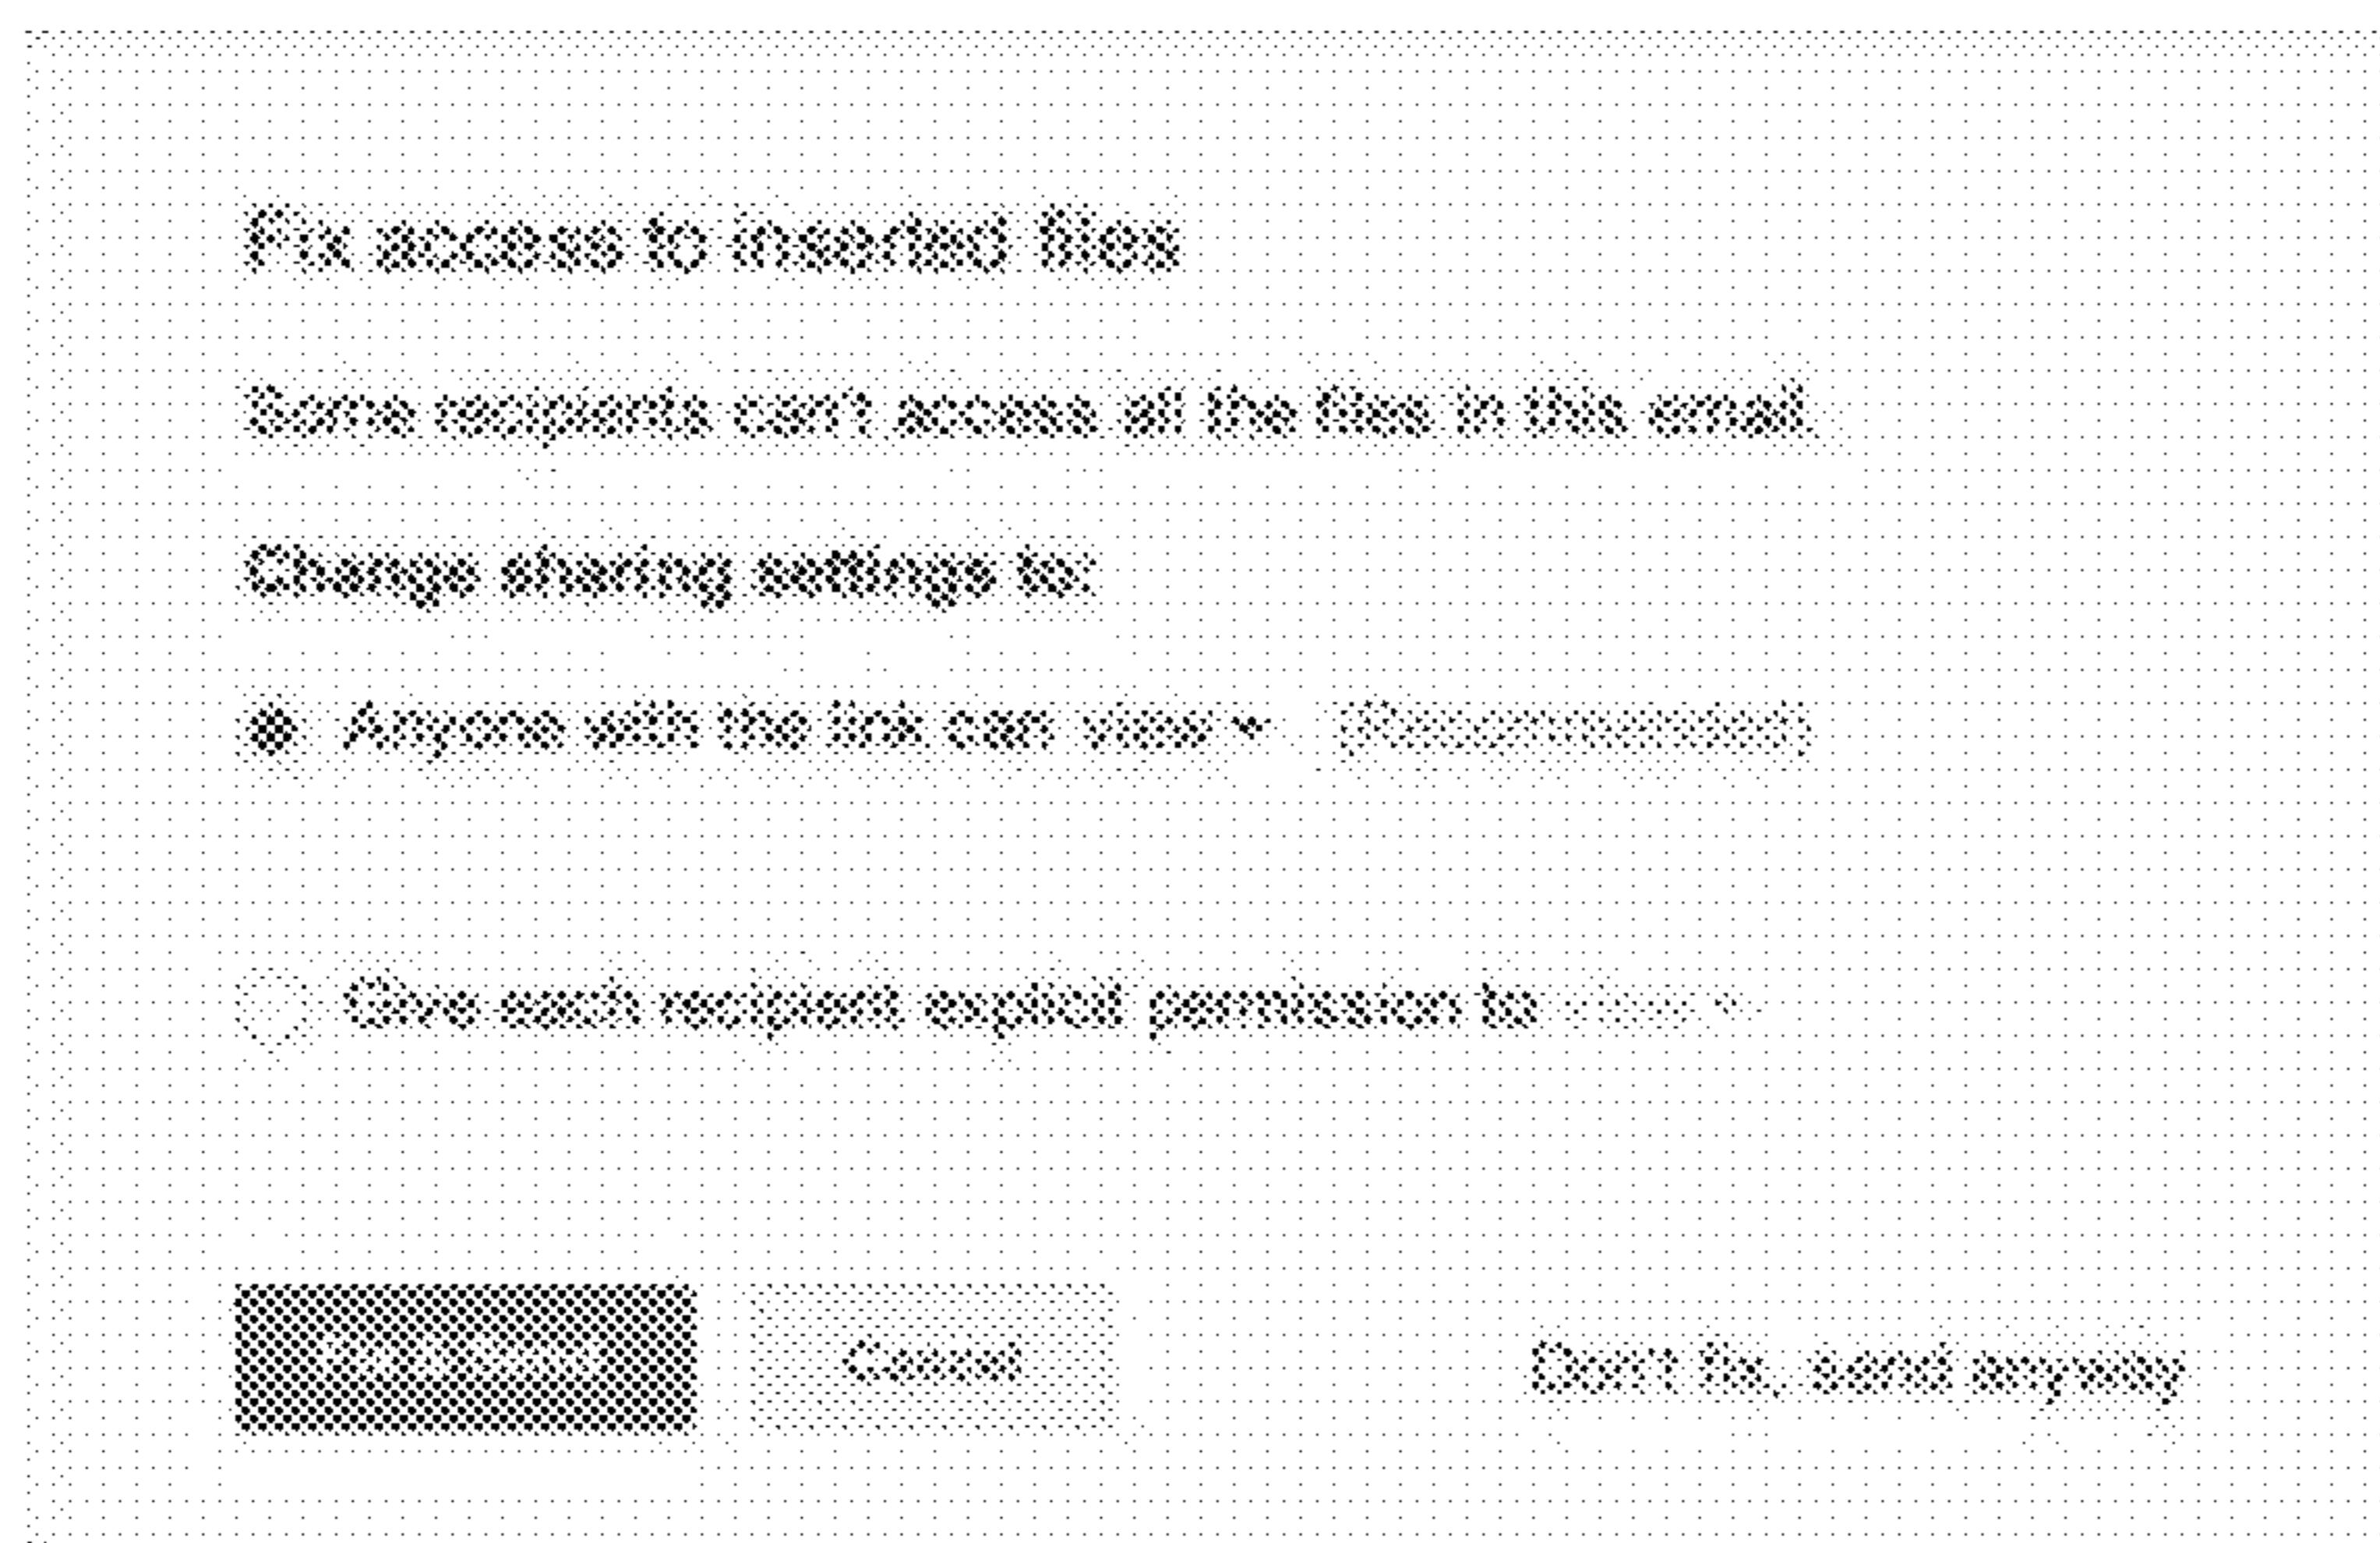 Fix access to inserted files
Some recipients can't access all the files in this email.
Change sharing settings to:
Anyone with the link can view (Recommended)
Give each recipient explicit permission to
Cancel Don't fix, send anyway